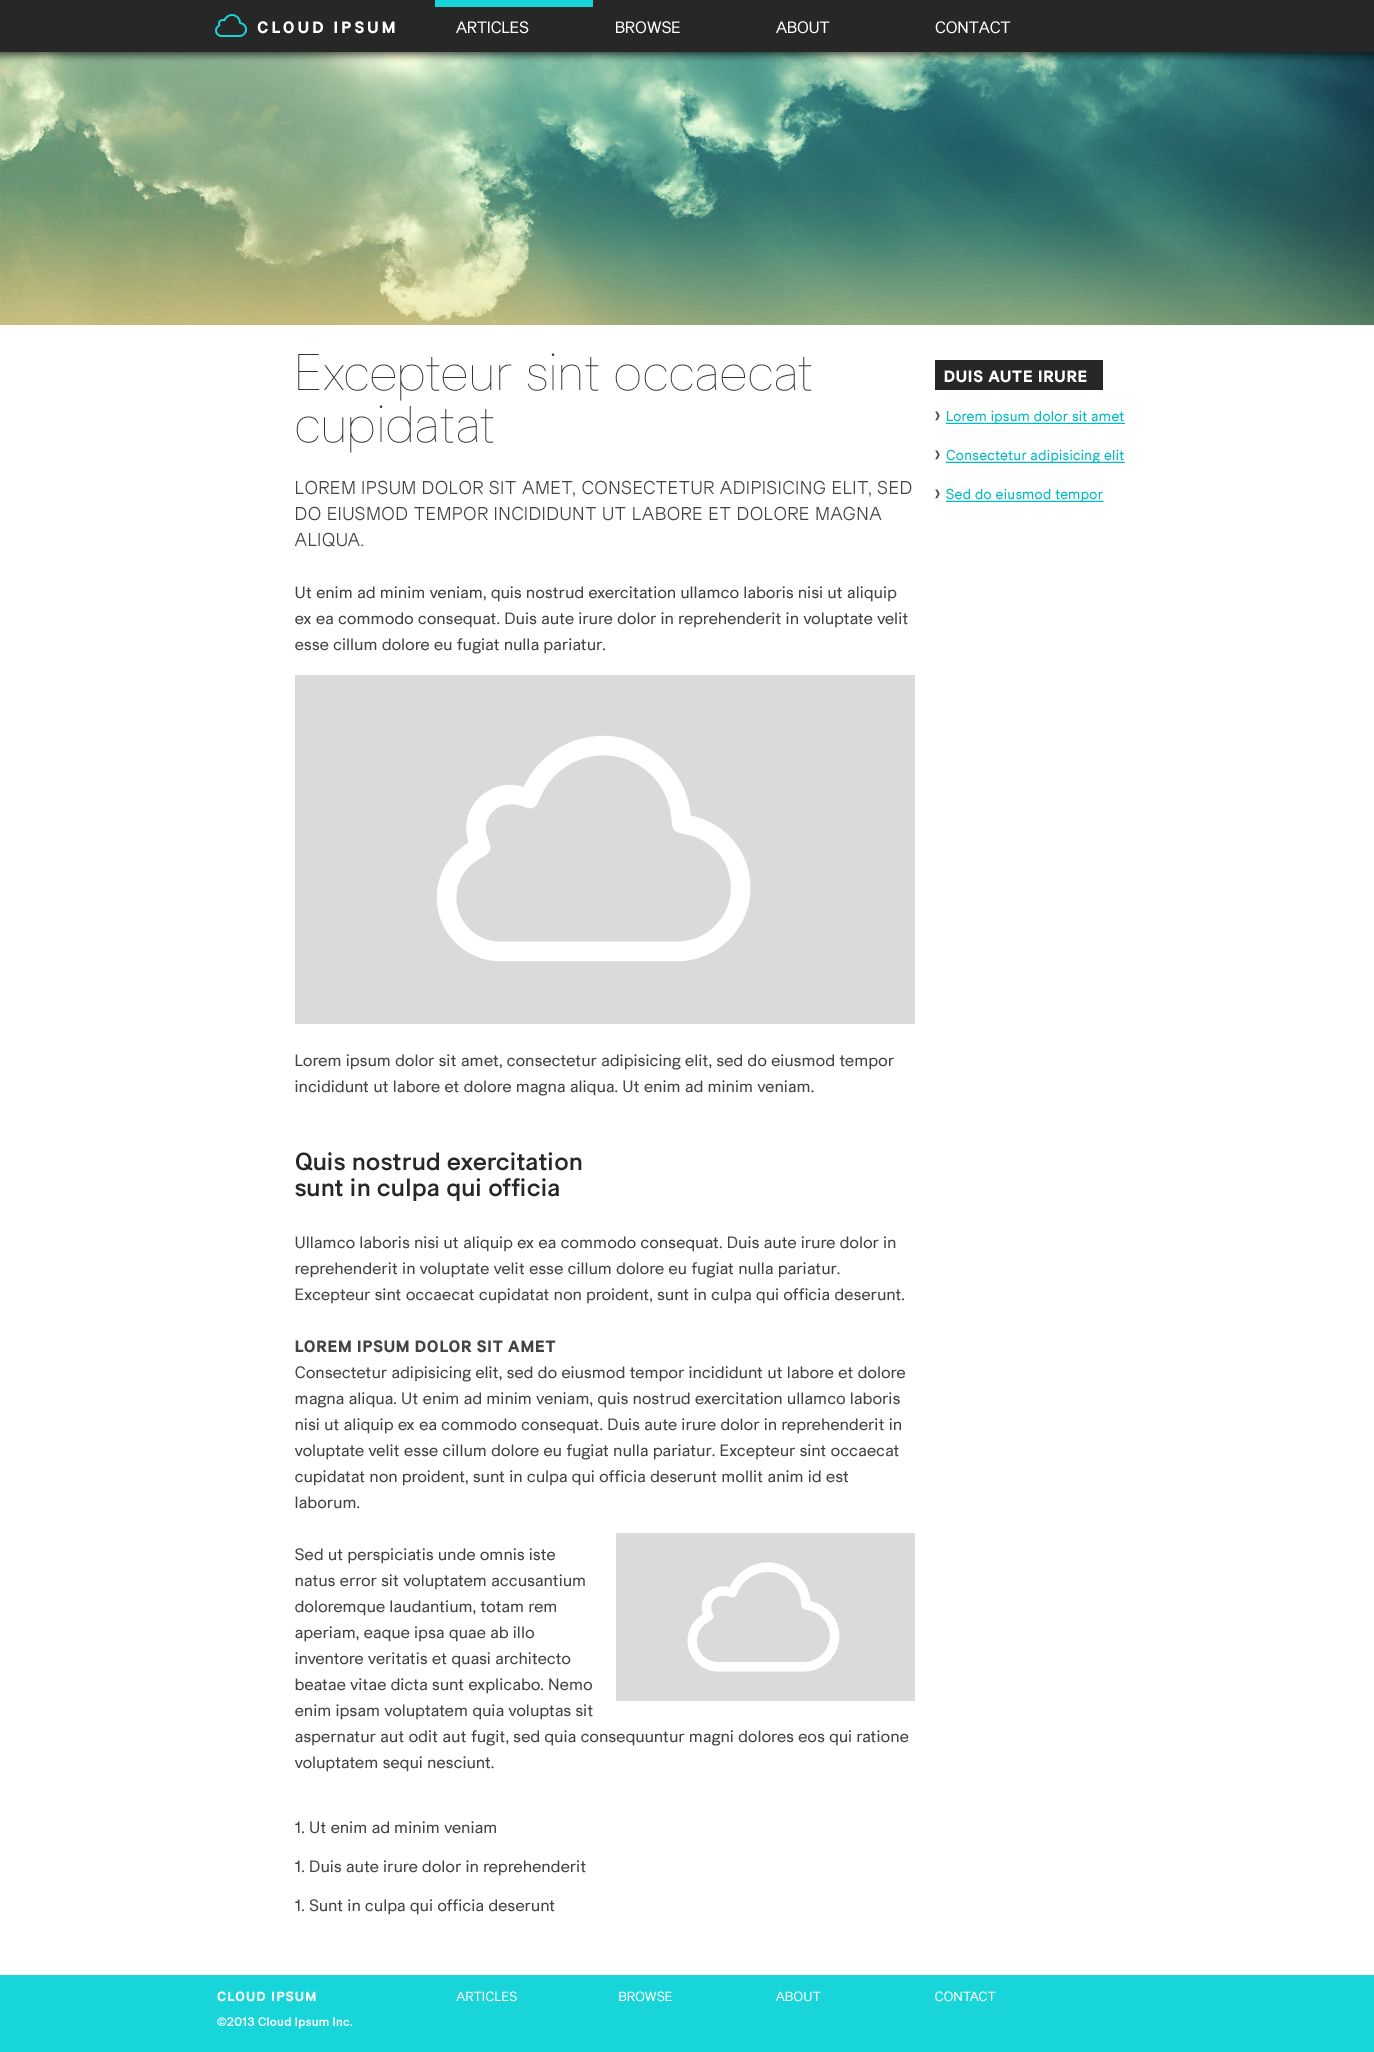 CLOUD IPSUM
ARTICLES
BROWSE
ABOUT
CONTACT
Excepteur sint occaecat
cupidatat
LOREM IPSUM DOLOR SIT AMET, CONSECTETUR ADIPISICING ELIT, SED
DO EIUSMOD TEMPOR INCIDIDUNT UT LABORE ET DOLORE MAGNA
ALIQUA.
Ut enim ad minim veniam, quis nostrud exercitation ullamco laboris nisi ut aliquip
ex ea commodo consequat. Duis aute irure dolor in reprehenderit in voluptate velit
esse cillum dolore eu fugiat nulla pariatur.
Lorem ipsum dolor sit amet, consectetur adipisicing elit, sed do eiusmod tempor
incididunt ut labore et dolore magna aliqua. Ut enim ad minim veniam.
Quis nostrud exercitation
sunt in culpa qui officia
Ullamco laboris nisi ut aliquip ex ea commodo consequat. Duis aute irure dolor in
reprehenderit in voluptate velit esse cillum dolore eu fugiat nulla pariatur.
Excepteur sint occaecat cupidatat non proident, sunt in culpa qui officia deserunt.
LOREM IPSUM DOLOR SIT AMET
Consectetur adipisicing elit, sed do eiusmod tempor incididunt ut labore et dolore
magna aliqua. Ut enim ad minim veniam, quis nostrud exercitation ullamco laboris
nisi ut aliquip ex ea commodo consequat. Duis aute irure dolor in reprehenderit in
voluptate velit esse cillum dolore eu fugiat nulla pariatur. Excepteur sint occaecat
cupidatat non proident, sunt in culpa qui officia deserunt mollit anim id est
laborum.
Sed ut perspiciatis unde omnis iste
natus error sit voluptatem accusantium
doloremque laudantium, totam rem
aperiam, eaque ipsa quae ab illo
inventore veritatis et quasi architecto
beatae vitae dicta sunt explicabo. Nemo
enim ipsam voluptatem quia voluptas sit
aspernatur aut odit aut fugit, sed quia consequuntur magni dolores eos qui ratione
voluptatem sequi nesciunt.
1. Ut enim ad minim veniam
1. Duis aute irure dolor in reprehenderit
1. Sunt in culpa qui officia deserunt
DUIS AUTE IRURE
› Lorem ipsum dolor sit amet
› Consectetur adipisicing elit
› Sed do eiusmod tempor
CLOUD IPSUM
©2013 Cloud Ipsum Inc.
ARTICLES
BROWSE
ABOUT
CONTACT